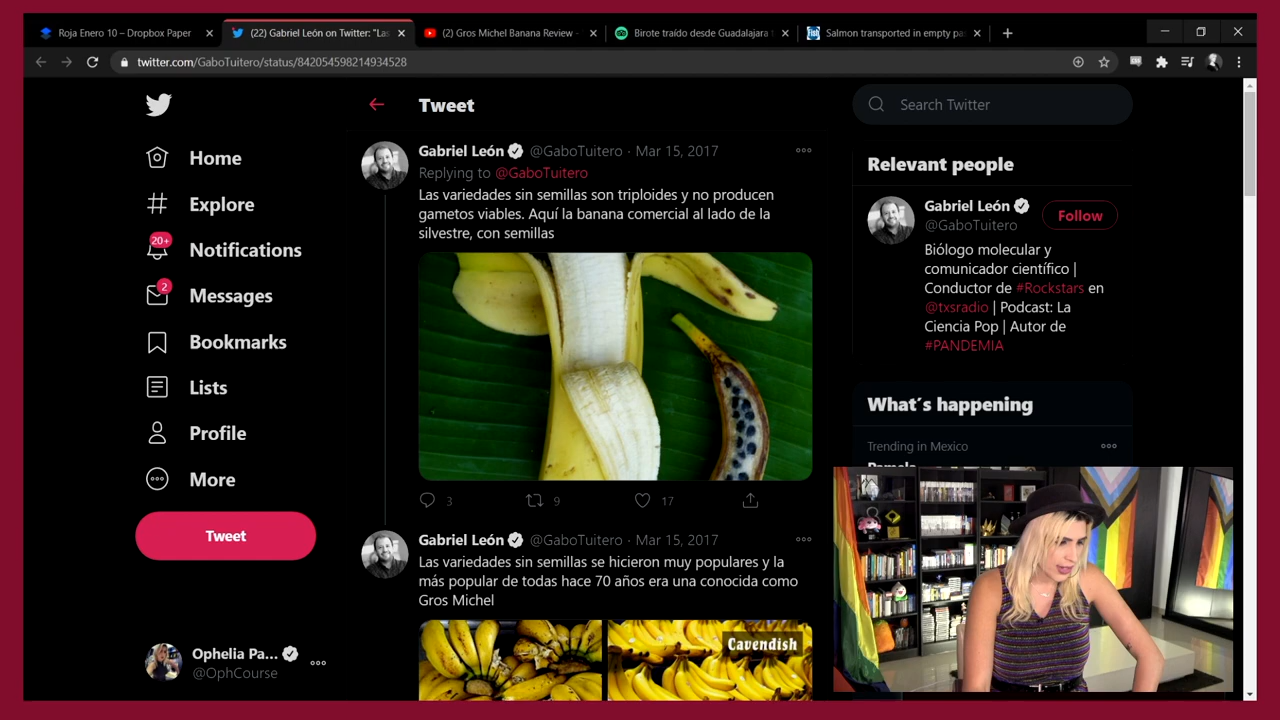 Roja Enero 10 – Dropbox Paper
(22) Gabriel León on Twitter: "Las
(2) Gros Michel Banana Review -
Birote traído desde Guadalajara
Salmon transported in empty pa
twitter.com/GaboTuitero/status/842054598214934528
Home
Explore
20+
Notifications
2
Messages
Bookmarks
Lists
Profile
More
Tweet
Ophelia Pa...
@OphCourse
Tweet
Gabriel León @GaboTuitero · Mar 15, 2017
Replying to @GaboTuitero
Las variedades sin semillas son triploides y no producen
gametos viables. Aquí la banana comercial al lado de la
silvestre, con semillas
3 9 17
Gabriel León @GaboTuitero · Mar 15, 2017
Las variedades sin semillas se hicieron muy populares y la
más popular de todas hace 70 años era una conocida como
Gros Michel
Cavendish
Search Twitter
Relevant people
Gabriel León
@GaboTuitero
Follow
Biólogo molecular y
comunicador científico |
Conductor de #Rockstars en
@txsradio | Podcast: La
Ciencia Pop | Autor de
#PANDEMIA
What´s happening
Trending in Mexico
Pamela